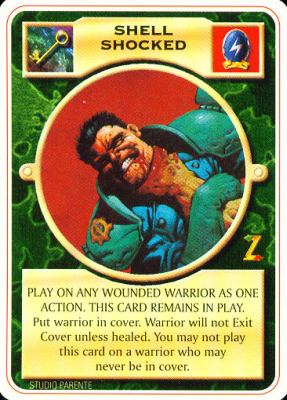 SHELL
SHOCKED
Z
PLAY ON ANY WOUNDED WARRIOR AS ONE
ACTION. THIS CARD REMAINS IN PLAY.
Put warrior in cover. Warrior will not Exit
Cover unless healed. You may not play
this card on a warrior who may
never be in cover.
STUDIO PARENTE